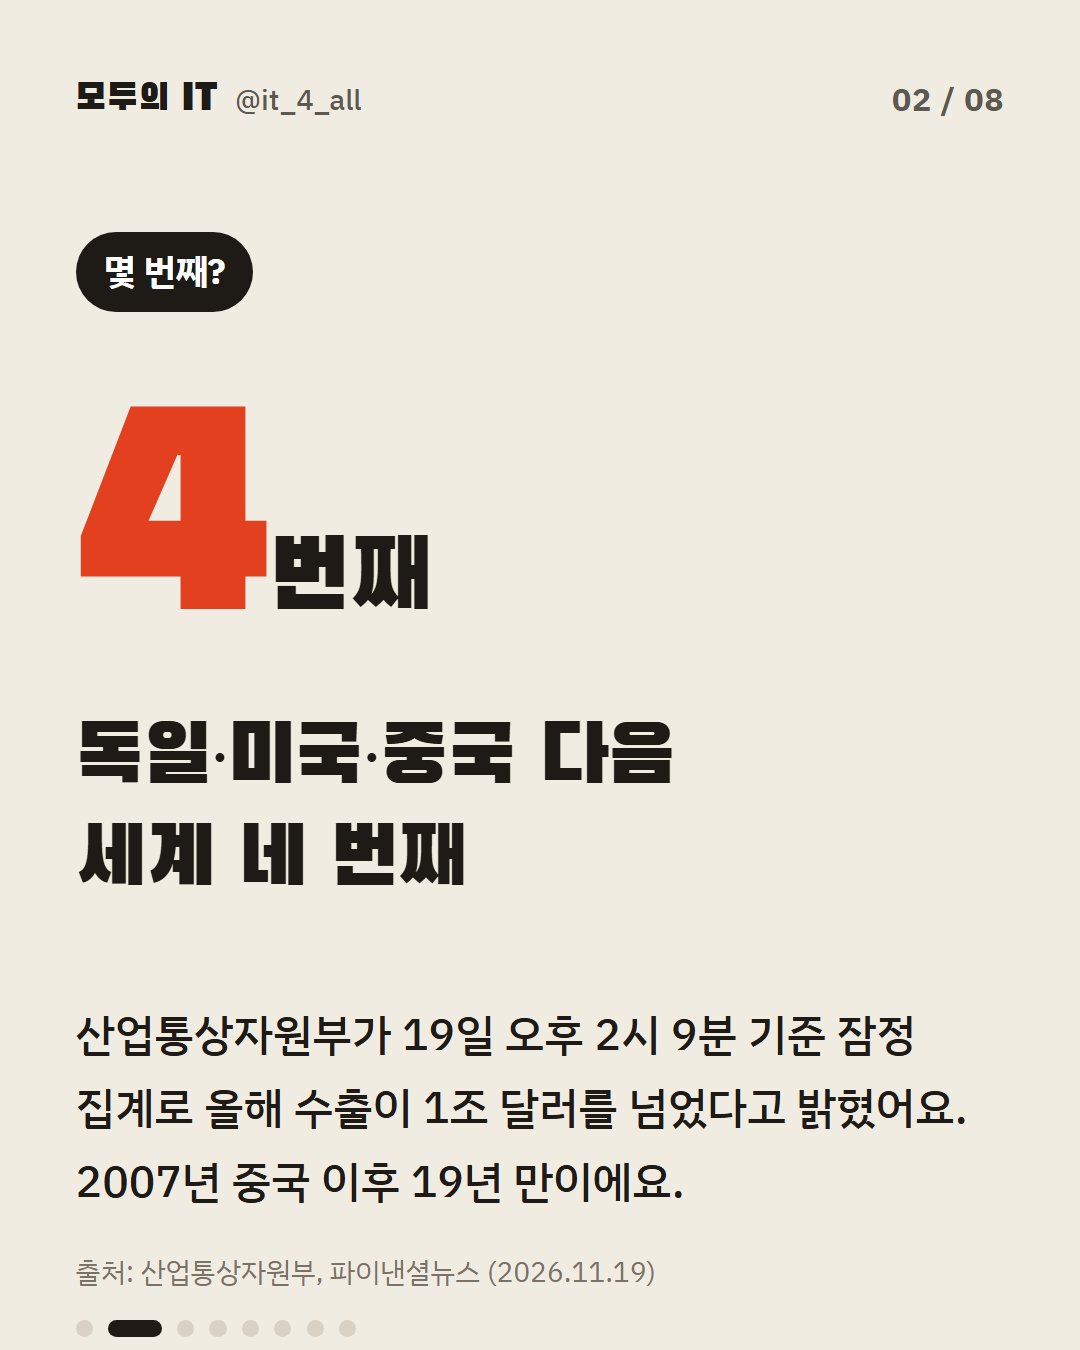 모두의 IT @it_4_all
02 / 08
몇 번째?
4번째
독일·미국·중국 다음
세계 네 번째
산업통상자원부가 19일 오후 2시 9분 기준 잠정
집계로 올해 수출이 1조 달러를 넘었다고 밝혔어요.
2007년 중국 이후 19년 만이에요.
출처: 산업통상자원부, 파이낸셜뉴스 (2026.11.19)